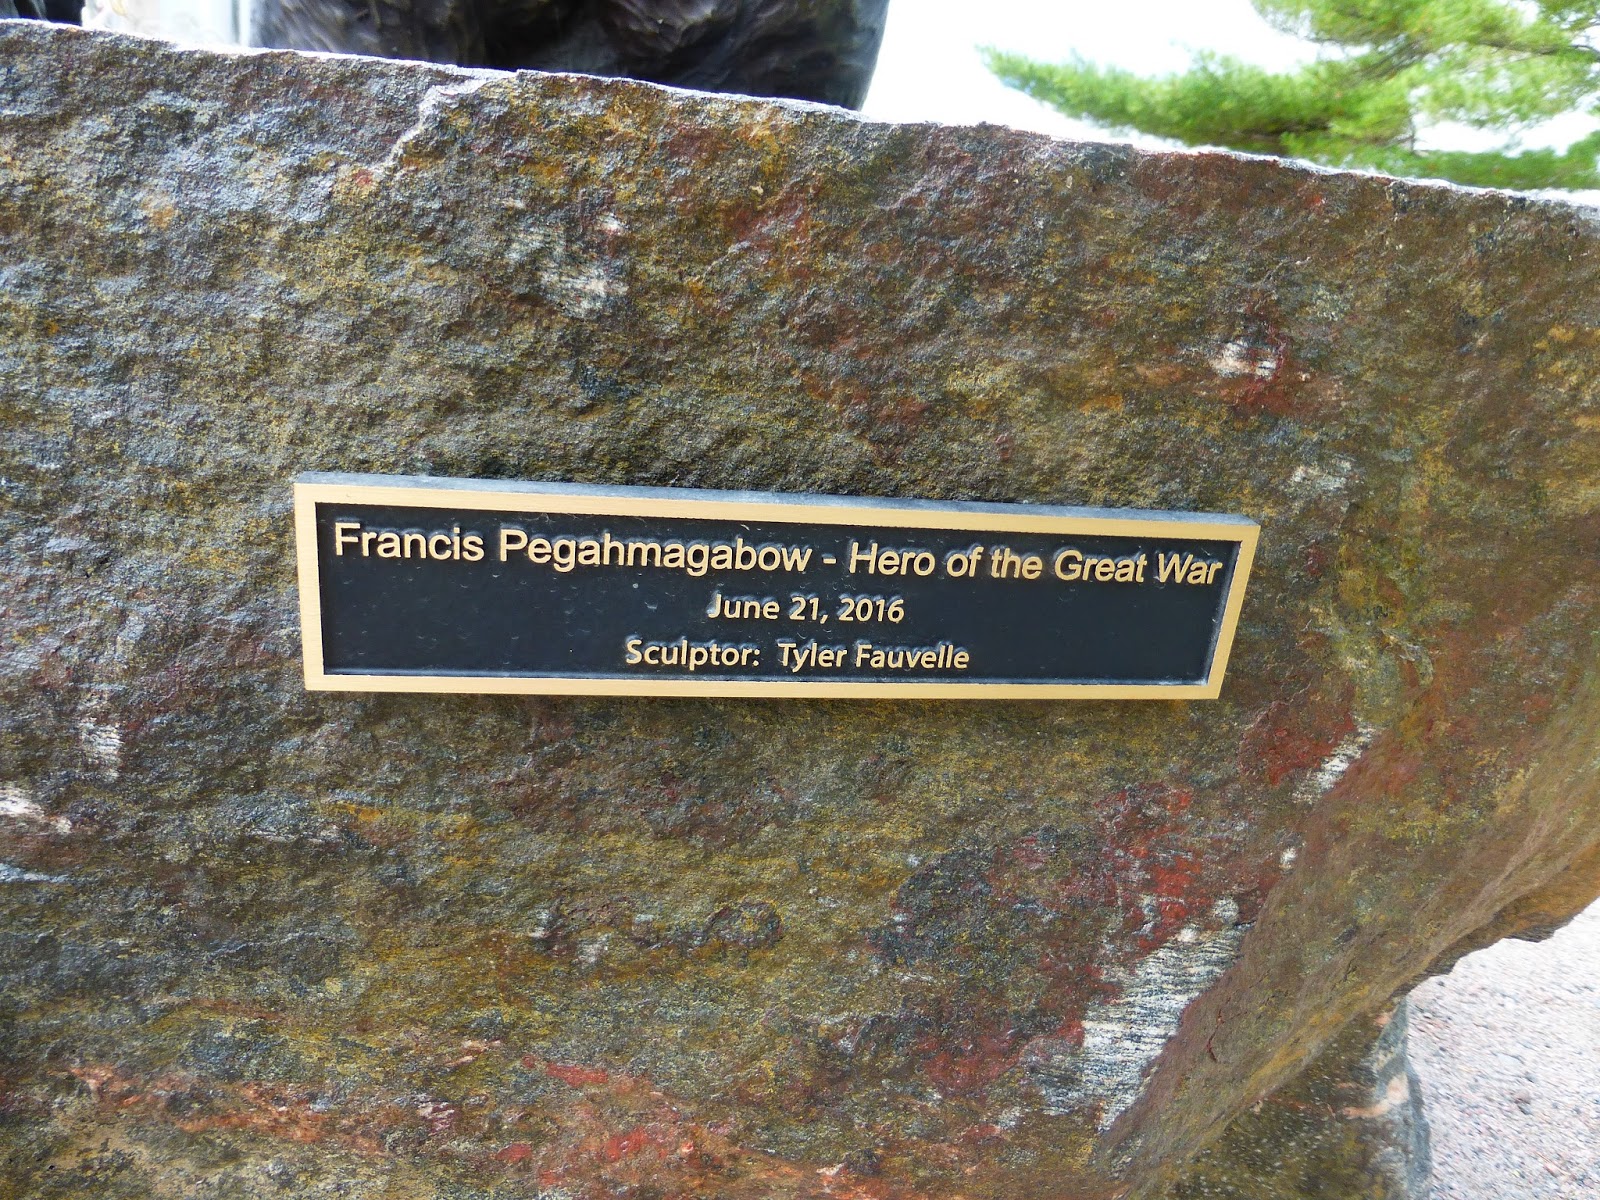 Francis Pegahmagabow - Hero of the Great War
June 21, 2016
Sculptor: Tyler Fauvelle